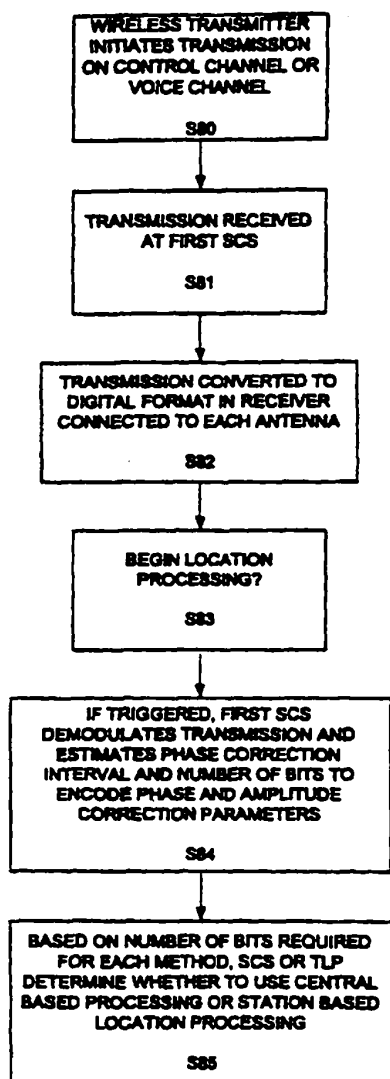 WIRELESS TRANSMITTER
INITIATES TRANSMISSION
ON CONTROL CHANNEL OR
VOICE CHANNEL
S80
TRANSMISSION RECEIVED
AT FIRST SCS
S81
TRANSMISSION CONVERTED TO
DIGITAL FORMAT IN RECEIVER
CONNECTED TO EACH ANTENNA
S82
BEGIN LOCATION
PROCESSING?
S83
IF TRIGGERED, FIRST SCS
DEMODULATES TRANSMISSION AND
ESTIMATES PHASE CORRECTION
INTERVAL AND NUMBER OF BITS TO
ENCODE PHASE AND AMPLITUDE
CORRECTION PARAMETERS
S84
BASED ON NUMBER OF BITS REQUIRED
FOR EACH METHOD, SCS OR TLP
DETERMINE WHETHER TO USE CENTRAL
BASED PROCESSING OR STATION BASED
LOCATION PROCESSING
S85